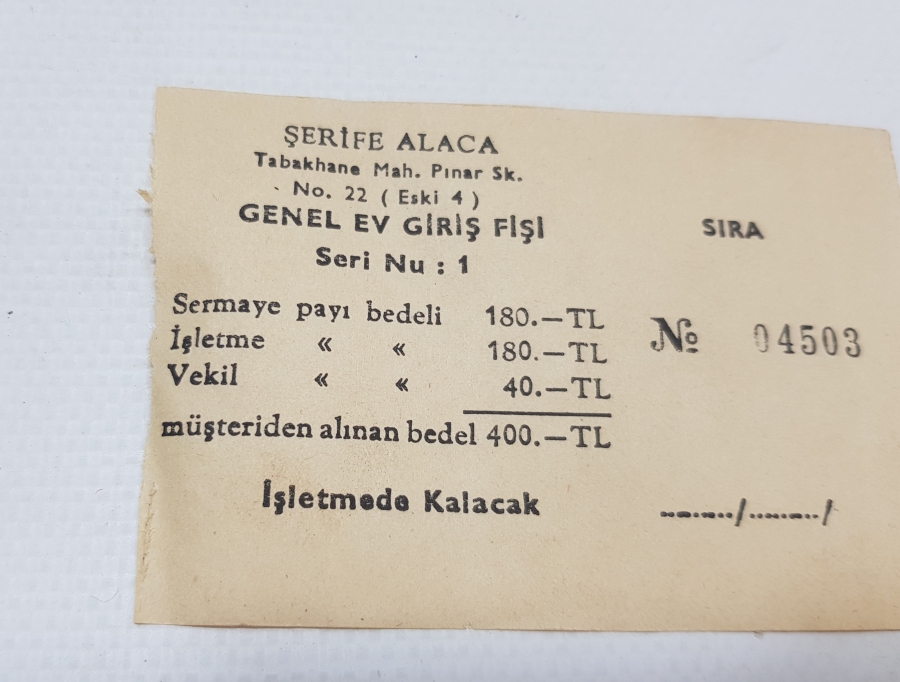 ŞERİFE ALACA
Tabakhane Mah. Pınar Sk.
No. 22 ( Eski 4 )
GENEL EV GİRİŞ FİŞİ
SIRA
Seri Nu : 1
Sermaye payı bedeli 180.—TL
İşletme « « 180.—TL
№ 04503
Vekil « « 40.—TL
müşteriden alınan bedel 400.—TL
İşletmede Kalacak
......../......../